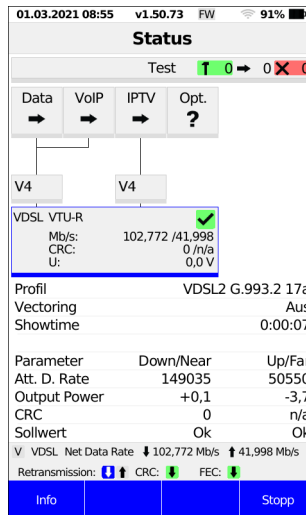 01.03.2021 08:55 v1.50.73 FW 91%
Status
Test 0 0
Data VoIP IPTV Opt.
?
V4 V4
VDSL VTU-R
Mb/s: 102,772 /41,998
CRC: 0 /n/a
U: 0,0 V
Profil VDSL2 G.993.2 17a
Vectoring Aus
Showtime 0:00:07
Parameter Down/Near Up/Far
Att. D. Rate 149035 50550
Output Power +0,1 -3,7
CRC 0 n/a
Sollwert Ok Ok
V VDSL Net Data Rate 102,772 Mb/s 41,998 Mb/s
Retransmission: CRC: FEC:
Info Stopp